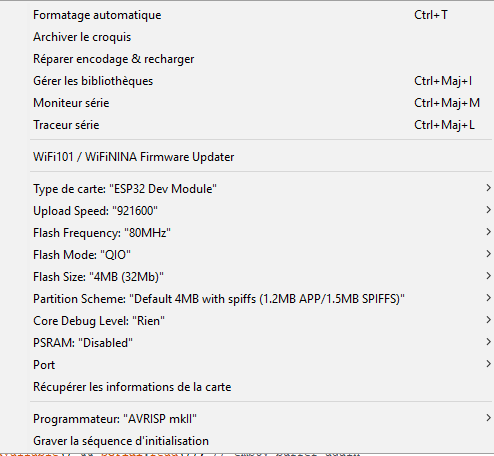 Formatage automatique Ctrl+T
Archiver le croquis
Réparer encodage & recharger
Gérer les bibliothèques Ctrl+Maj+I
Moniteur série Ctrl+Maj+M
Traceur série Ctrl+Maj+L
WiFi101 / WiFiNINA Firmware Updater
Type de carte: "ESP32 Dev Module"
Upload Speed: "921600"
Flash Frequency: "80MHz"
Flash Mode: "QIO"
Flash Size: "4MB (32Mb)"
Partition Scheme: "Default 4MB with spiffs (1.2MB APP/1.5MB SPIFFS)"
Core Debug Level: "Rien"
PSRAM: "Disabled"
Port
Récupérer les informations de la carte
Programmateur: "AVRISP mkII"
Graver la séquence d'initialisation